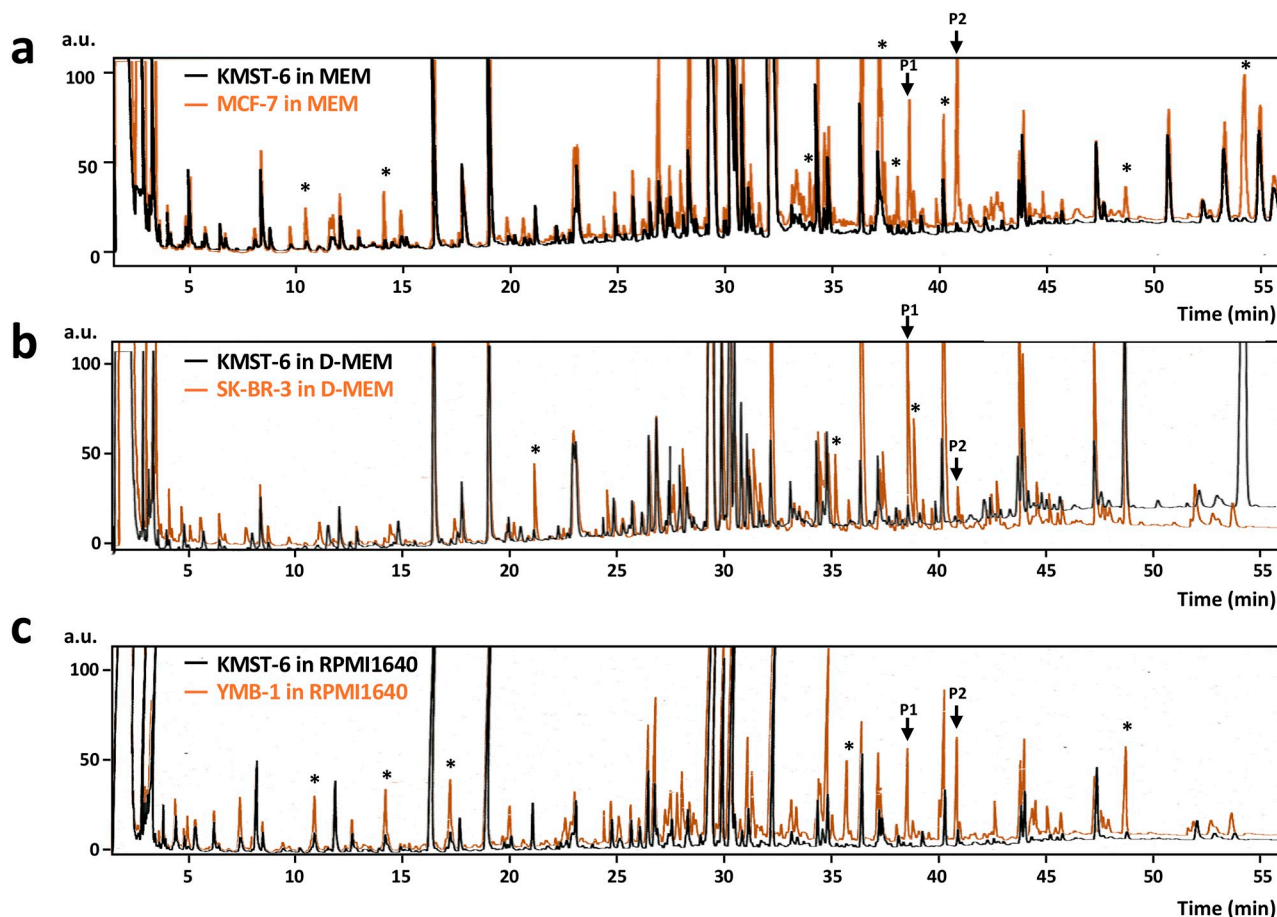 a
a.u.
P2
*
P1
*
100
KMST-6 in MEM
MCF-7 in MEM
*
*
*
*
*
*
50
0
5 10 15 20 25 30 35 40 45 50 55
Time (min)
b
a.u.
P1
100
KMST-6 in D-MEM
SK-BR-3 in D-MEM
*
*
*
P2
50
0
5 10 15 20 25 30 35 40 45 50 55
Time (min)
c
a.u.
100
KMST-6 in RPMI1640
YMB-1 in RPMI1640
P1
P2
*
*
*
*
*
50
0
5 10 15 20 25 30 35 40 45 50 55
Time (min)